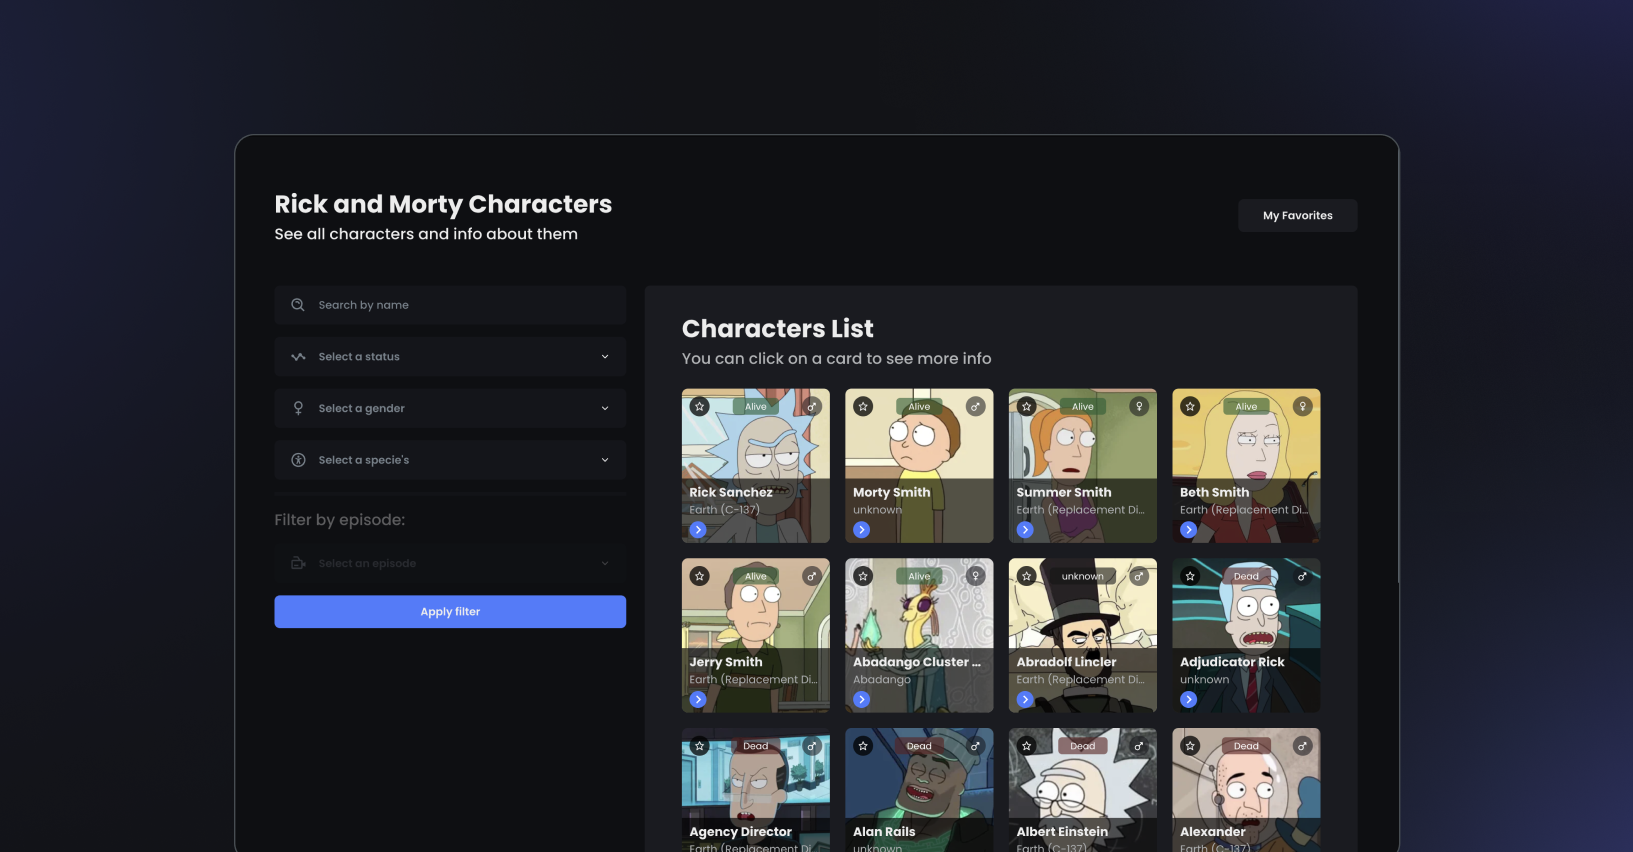 Rick and Morty Characters
See all characters and info about them
My Favorites
Search by name
Select a status
Select a gender
Select a specie's
Filter by episode:
Select an episode
Apply filter
Characters List
You can click on a card to see more info
Alive
Rick Sanchez
Earth (C-137)
Alive
Morty Smith
unknown
Alive
Summer Smith
Earth (Replacement Di...
Alive
Beth Smith
Earth (Replacement Di...
Alive
Jerry Smith
Earth (Replacement Di...
Alive
Abadango Cluster ...
Abadango
unknown
Abradolf Lincler
Earth (Replacement Di...
Dead
Adjudicator Rick
unknown
Dead
Agency Director
Earth (Replacement Di...
Dead
Alan Rails
unknown
Dead
Albert Einstein
Earth (C-137)
Dead
Alexander
Earth (C-137)